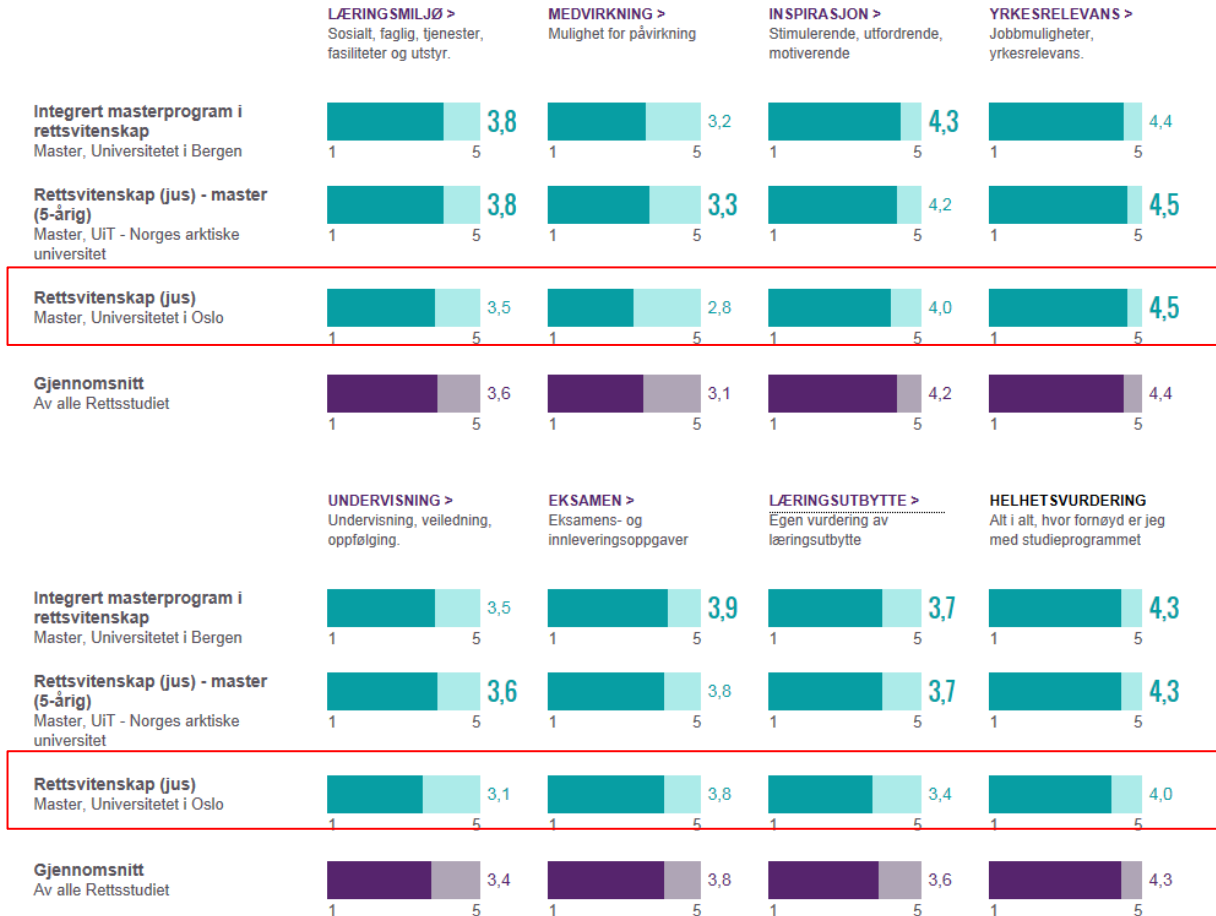 LÆRINGSMILJØ > MEDVIRKNING > INSPIRASJON > YRKESRELEVANS >
Sosialt, faglig, tjenester, Mulighet for påvirkning Stimulerende, utfordrende, Jobbmuligheter,
fasiliteter og utstyr. motiverende yrkesrelevans.
Integrert masterprogram i
rettsvitenskap
Master, Universitetet i Bergen
3,8 3,2 4,3 4,4
1 5 1 5 1 5 1 5
Rettsvitenskap (jus) - master
(5-årig)
Master, UiT - Norges arktiske
universitet
3,8 3,3 4,2 4,5
1 5 1 5 1 5 1 5
Rettsvitenskap (jus)
Master, Universitetet i Oslo
3,5 2,8 4,0 4,5
1 5 1 5 1 5 1 5
Gjennomsnitt
Av alle Rettsstudiet
3,6 3,1 4,2 4,4
1 5 1 5 1 5 1 5
UNDERVISNING > EKSAMEN > LÆRINGSUTBYTTE > HELHETSVURDERING
Undervisning, veiledning, Eksamens- og Egen vurdering av Alt i alt, hvor fornøyd er jeg
oppfølging. innleveringsoppgaver læringsutbytte med studieprogrammet
Integrert masterprogram i
rettsvitenskap
Master, Universitetet i Bergen
3,5 3,9 3,7 4,3
1 5 1 5 1 5 1 5
Rettsvitenskap (jus) - master
(5-årig)
Master, UiT - Norges arktiske
universitet
3,6 3,8 3,7 4,3
1 5 1 5 1 5 1 5
Rettsvitenskap (jus)
Master, Universitetet i Oslo
3,1 3,8 3,4 4,0
1 5 1 5 1 5 1 5
Gjennomsnitt
Av alle Rettsstudiet
3,4 3,8 3,6 4,3
1 5 1 5 1 5 1 5